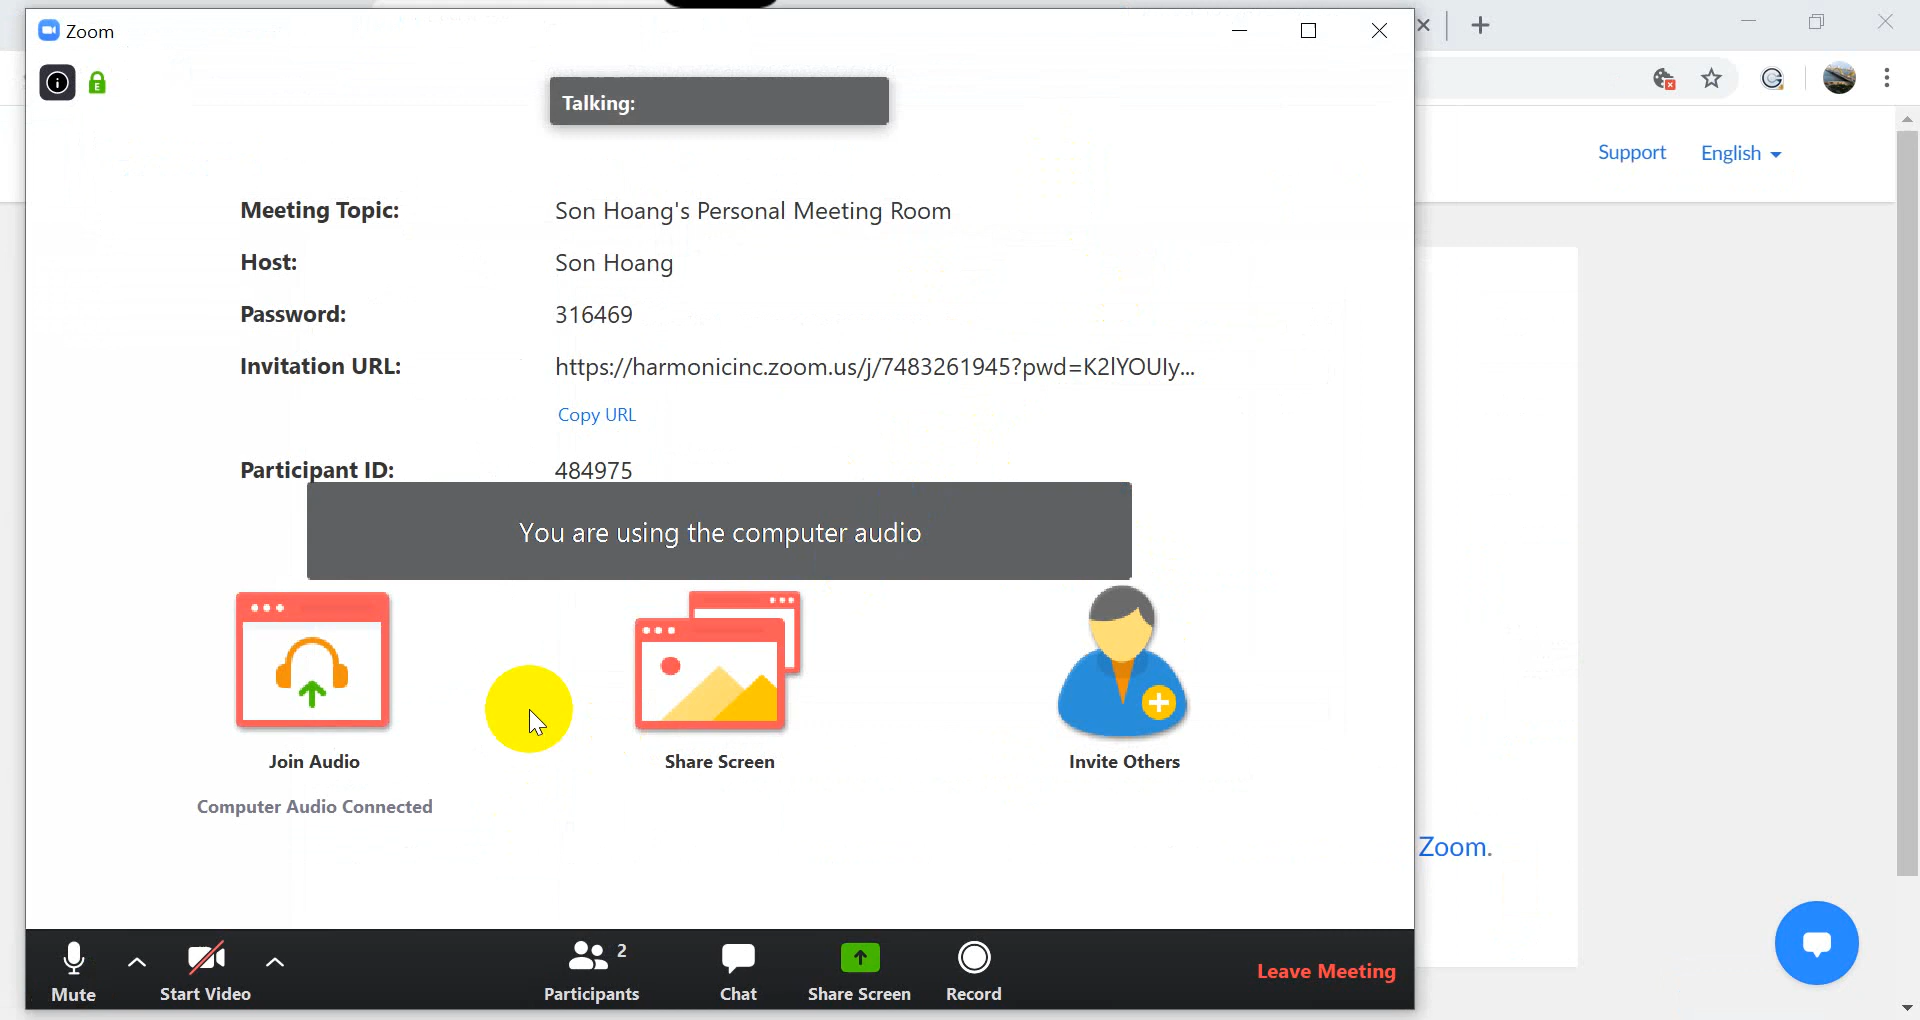 Zoom
Talking:
Support
English
Meeting Topic: Son Hoang's Personal Meeting Room
Host: Son Hoang
Password: 316469
Invitation URL: https://harmonicinc.zoom.us/j/7483261945?pwd=K2lYOUly...
Copy URL
Participant ID: 484975
You are using the computer audio
Join Audio
Share Screen
Invite Others
Computer Audio Connected
Zoom.
Mute
Start Video
Participants 2
Chat
Share Screen
Record
Leave Meeting